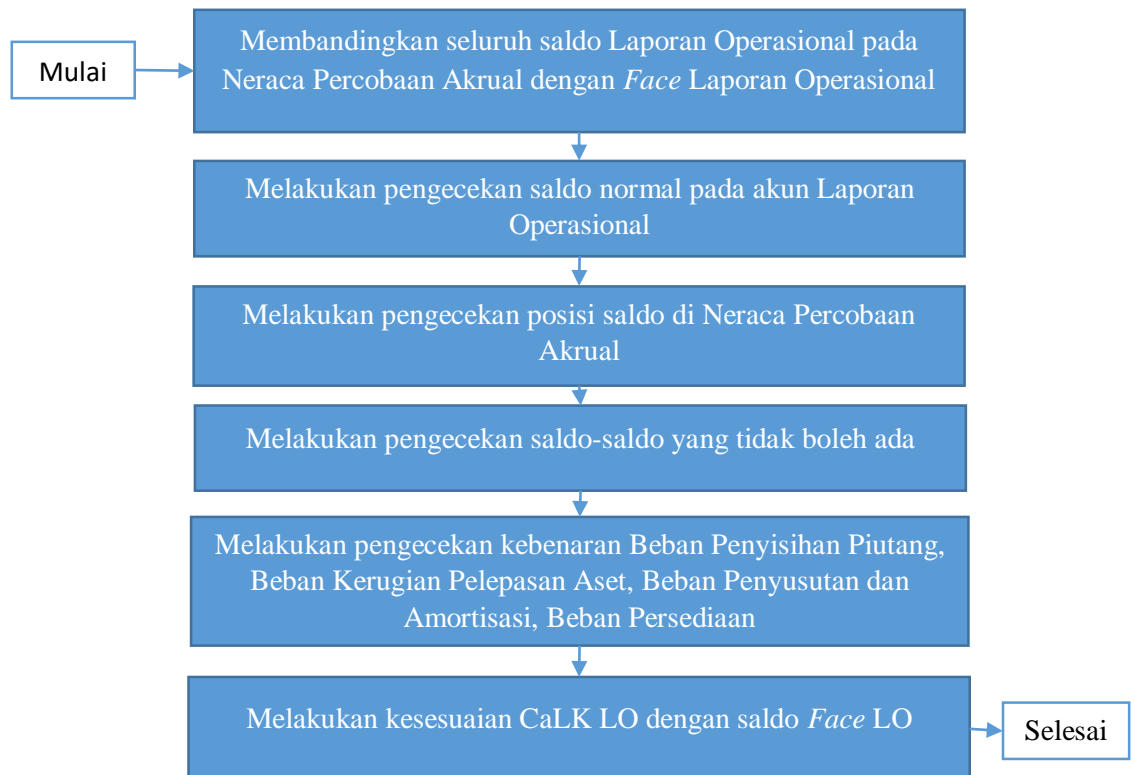 Mulai
Membandingkan seluruh saldo Laporan Operasional pada
Neraca Percobaan Akrual dengan Face Laporan Operasional
Melakukan pengecekan saldo normal pada akun Laporan
Operasional
Melakukan pengecekan posisi saldo di Neraca Percobaan
Akrual
Melakukan pengecekan saldo-saldo yang tidak boleh ada
Melakukan pengecekan kebenaran Beban Penyisihan Piutang,
Beban Kerugian Pelepasan Aset, Beban Penyusutan dan
Amortisasi, Beban Persediaan
Melakukan kesesuaian CaLK LO dengan saldo Face LO
Selesai